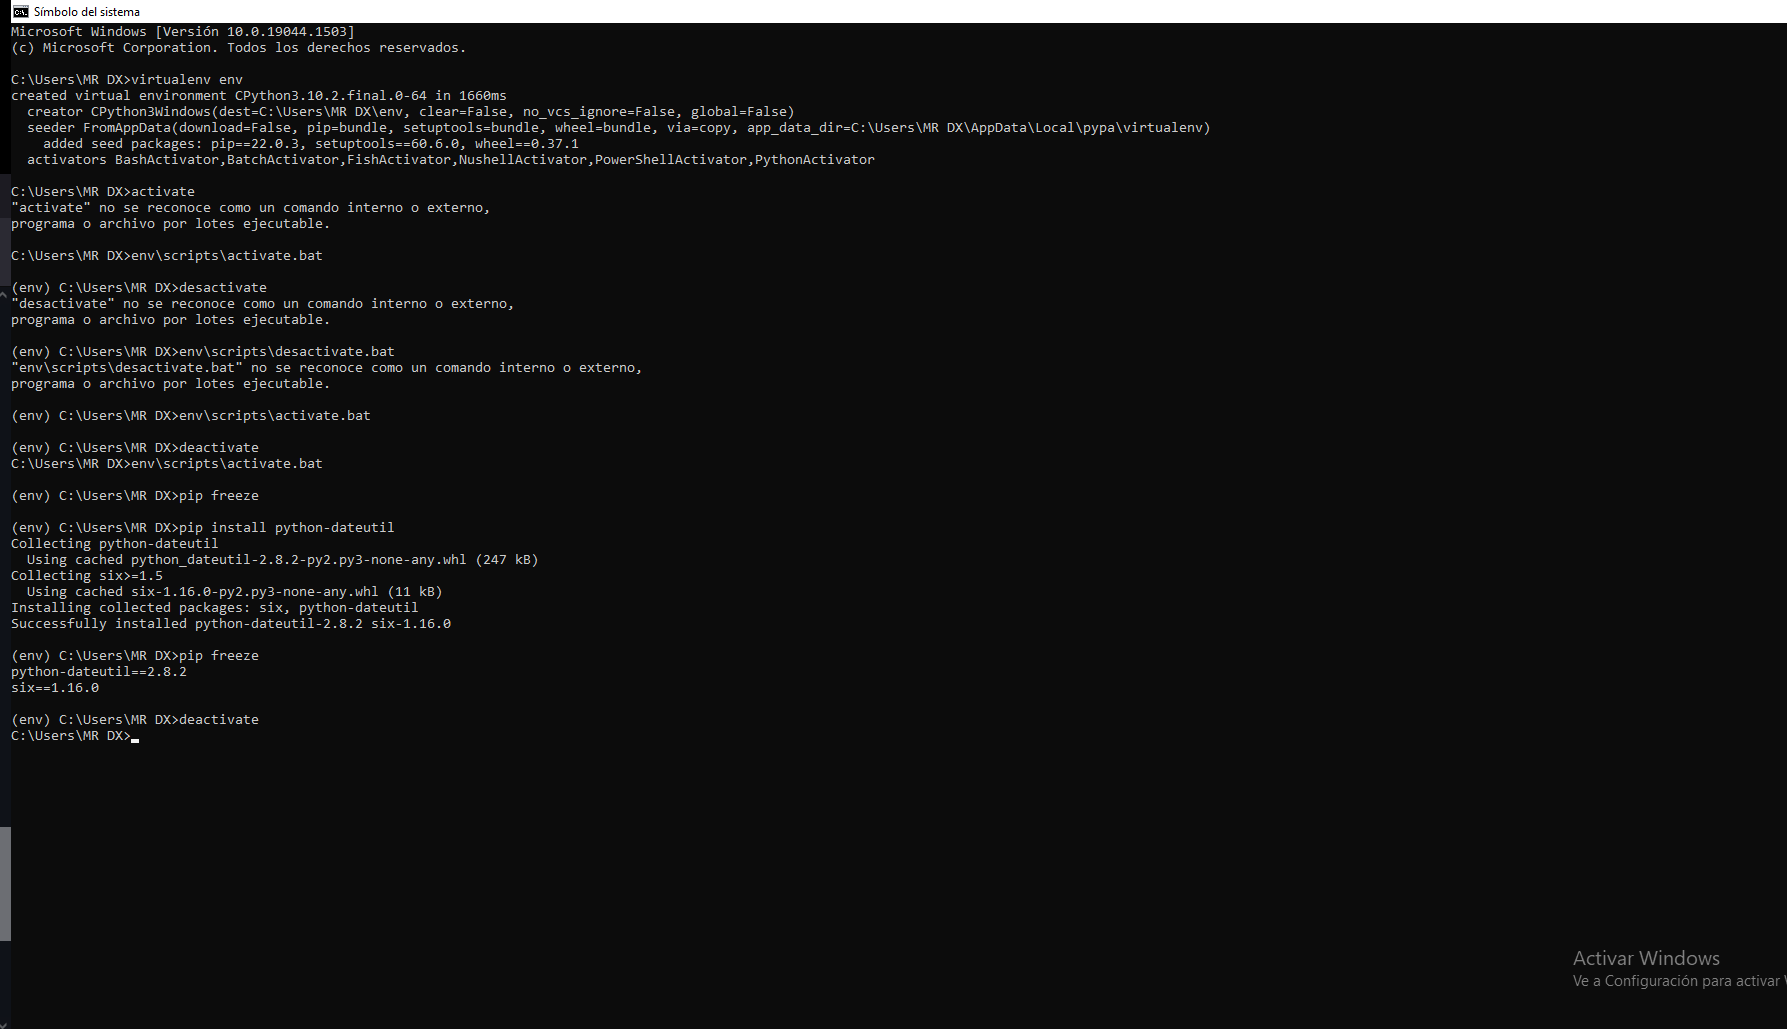 Símbolo del sistema
Microsoft Windows [Versión 10.0.19044.1503]
(c) Microsoft Corporation. Todos los derechos reservados.
C:\Users\MR DX>virtualenv env
created virtual environment CPython3.10.2.final.0-64 in 1660ms
  creator CPython3Windows(dest=C:\Users\MR DX\env, clear=False, no_vcs_ignore=False, global=False)
  seeder FromAppData(download=False, pip=bundle, setuptools=bundle, wheel=bundle, via=copy, app_data_dir=C:\Users\MR DX\AppData\Local\pypa\virtualenv)
    added seed packages: pip==22.0.3, setuptools==60.6.0, wheel==0.37.1
  activators BashActivator,BatchActivator,FishActivator,NushellActivator,PowerShellActivator,PythonActivator
C:\Users\MR DX>activate
"activate" no se reconoce como un comando interno o externo,
programa o archivo por lotes ejecutable.
C:\Users\MR DX>env\scripts\activate.bat
(env) C:\Users\MR DX>desactivate
"desactivate" no se reconoce como un comando interno o externo,
programa o archivo por lotes ejecutable.
(env) C:\Users\MR DX>env\scripts\desactivate.bat
"env\scripts\desactivate.bat" no se reconoce como un comando interno o externo,
programa o archivo por lotes ejecutable.
(env) C:\Users\MR DX>env\scripts\activate.bat
(env) C:\Users\MR DX>deactivate
C:\Users\MR DX>env\scripts\activate.bat
(env) C:\Users\MR DX>pip freeze
(env) C:\Users\MR DX>pip install python-dateutil
Collecting python-dateutil
  Using cached python_dateutil-2.8.2-py2.py3-none-any.whl (247 kB)
Collecting six>=1.5
  Using cached six-1.16.0-py2.py3-none-any.whl (11 kB)
Installing collected packages: six, python-dateutil
Successfully installed python-dateutil-2.8.2 six-1.16.0
(env) C:\Users\MR DX>pip freeze
python-dateutil==2.8.2
six==1.16.0
(env) C:\Users\MR DX>deactivate
C:\Users\MR DX>
Activar Windows
Ve a Configuración para activar